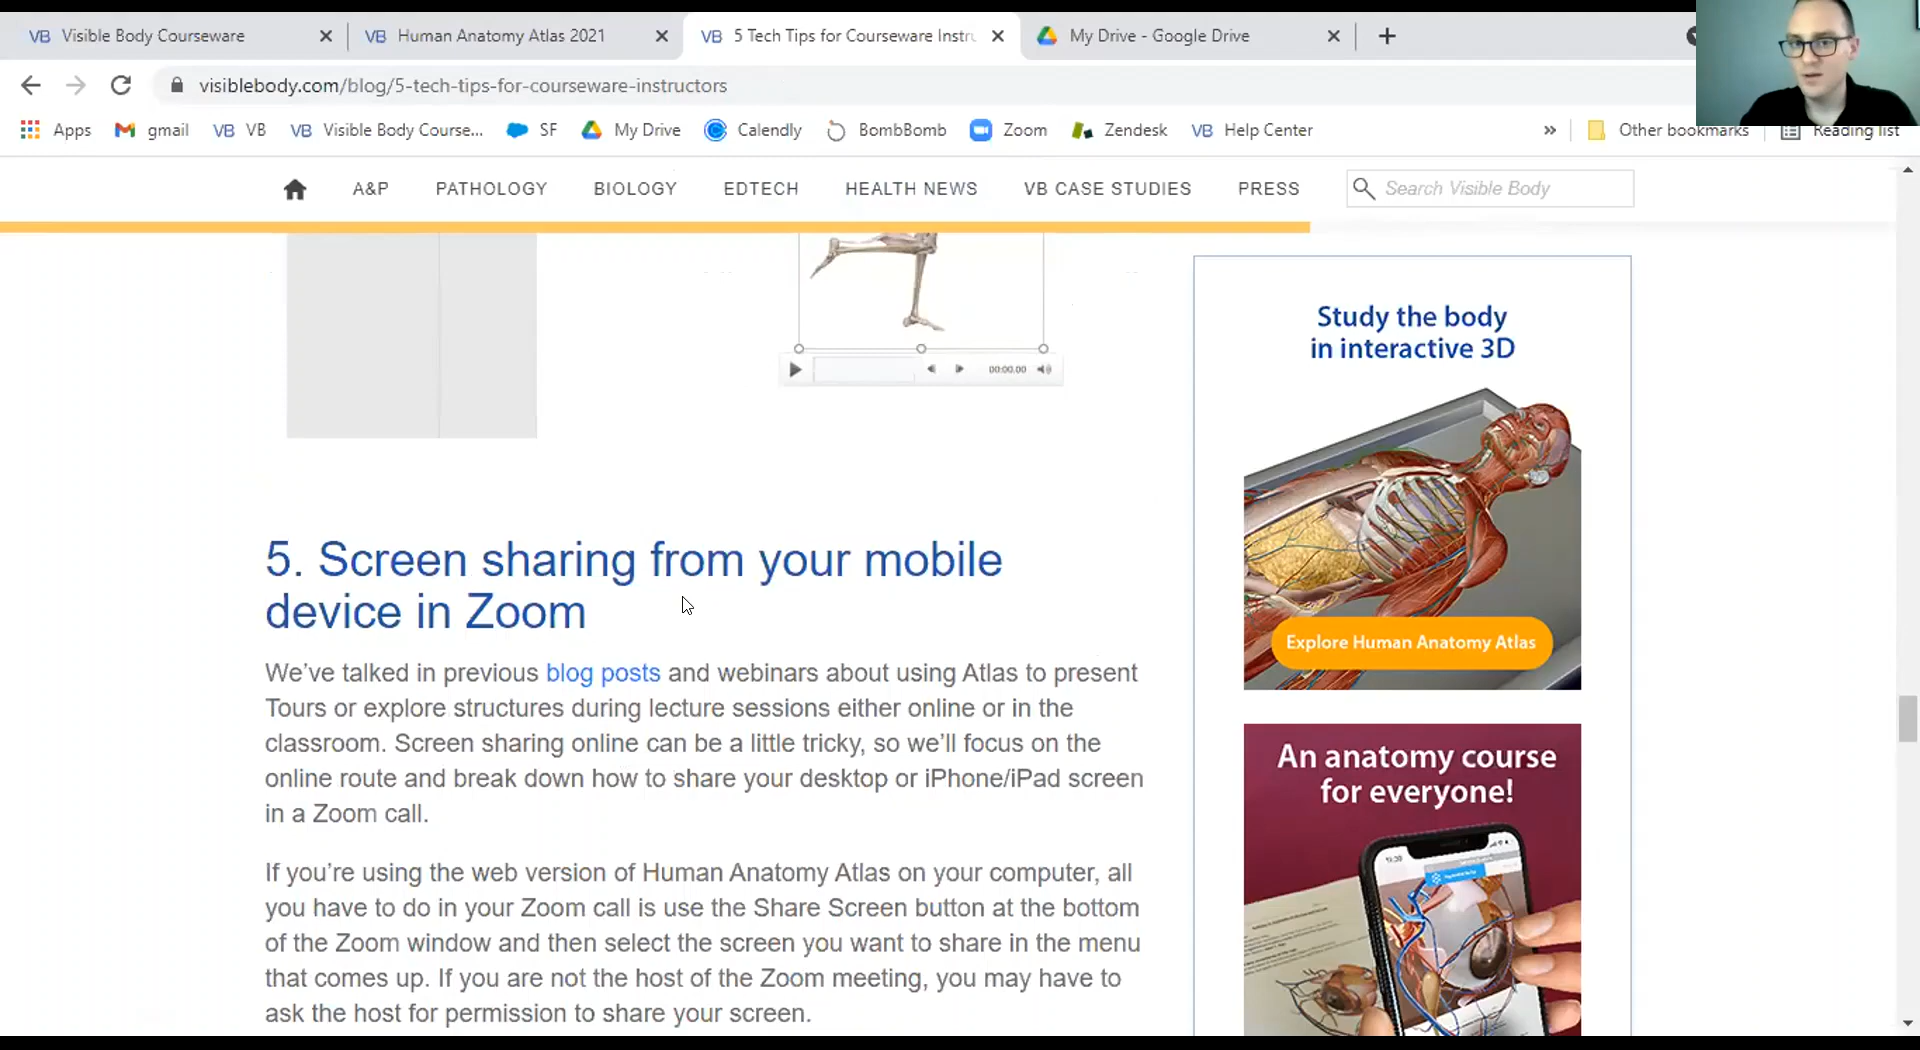 VB Visible Body Courseware
VB Human Anatomy Atlas 2021
VB 5 Tech Tips for Courseware Instru
My Drive - Google Drive
visiblebody.com/blog/5-tech-tips-for-courseware-instructors
Apps
gmail
VB VB
VB Visible Body Course...
SF
My Drive
Calendly
BombBomb
Zoom
Zendesk
VB Help Center
»
Other bookmarks
Reading list
A&P
PATHOLOGY
BIOLOGY
EDTECH
HEALTH NEWS
VB CASE STUDIES
PRESS
Search Visible Body
00:00.00
5. Screen sharing from your mobile
device in Zoom
We’ve talked in previous blog posts and webinars about using Atlas to present
Tours or explore structures during lecture sessions either online or in the
classroom. Screen sharing online can be a little tricky, so we’ll focus on the
online route and break down how to share your desktop or iPhone/iPad screen
in a Zoom call.
If you’re using the web version of Human Anatomy Atlas on your computer, all
you have to do in your Zoom call is use the Share Screen button at the bottom
of the Zoom window and then select the screen you want to share in the menu
that comes up. If you are not the host of the Zoom meeting, you may have to
ask the host for permission to share your screen.
Study the body
in interactive 3D
Explore Human Anatomy Atlas
An anatomy course
for everyone!